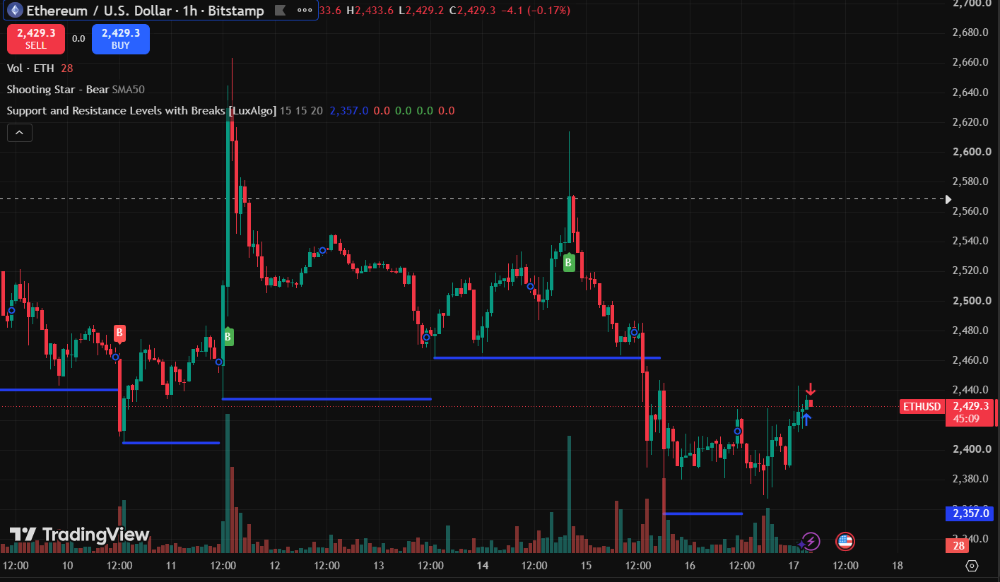 Ethereum / U.S. Dollar · 1h · Bitstamp 33.6 H2,433.6 L2,429.2 C2,429.3 −4.1 (−0.17%)
2,429.3 SELL
0.0
2,429.3 BUY
Vol · ETH 28
Shooting Star - Bear SMA50
Support and Resistance Levels with Breaks [LuxAlgo] 15 15 20 2,357.0 0.0 0.0 0.0 0.0
2,700.0
2,680.0
2,660.0
2,640.0
2,620.0
2,600.0
2,580.0
2,560.0
2,540.0
2,520.0
2,500.0
2,480.0
2,460.0
2,440.0
ETHUSD 2,429.3
45:09
2,400.0
2,380.0
2,357.0
28
B
B
B
TradingView
12:00 10 12:00 11 12:00 12 12:00 13 12:00 14 12:00 15 12:00 16 12:00 17 12:00 18